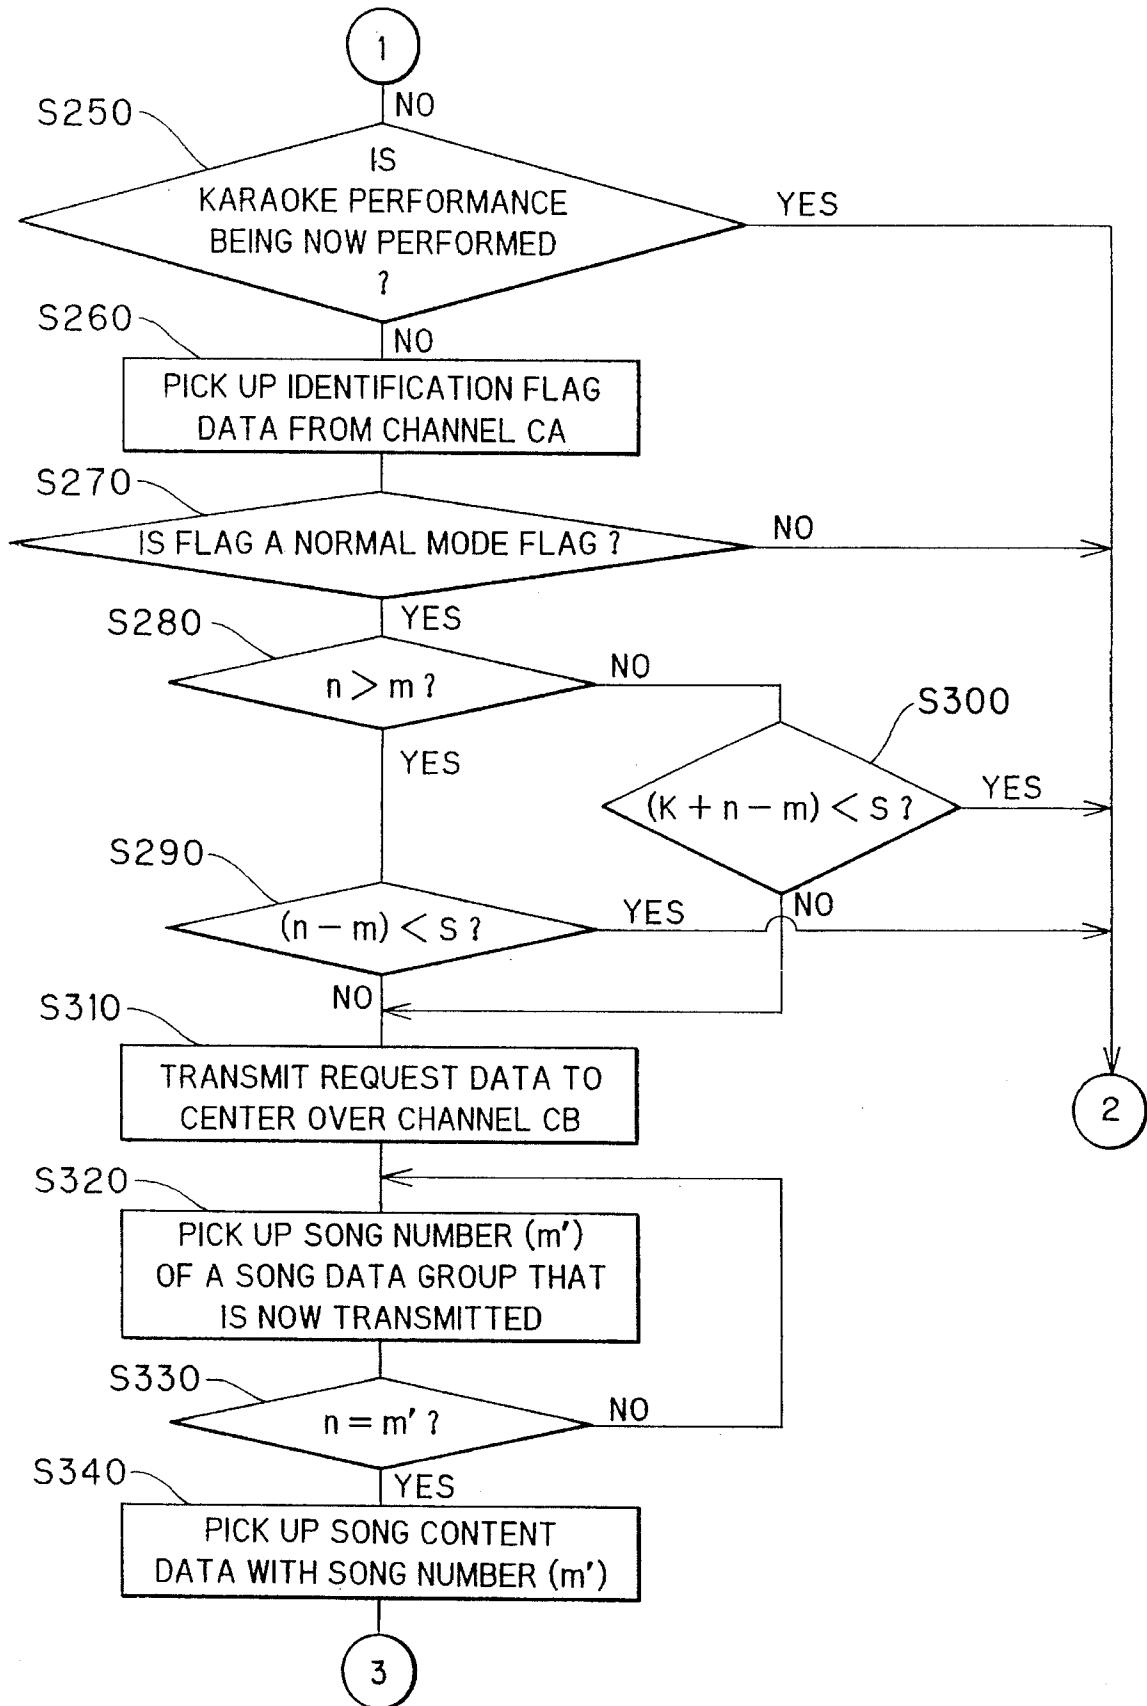 1
NO
S250
IS
KARAOKE PERFORMANCE
BEING NOW PERFORMED
?
YES
S260
NO
PICK UP IDENTIFICATION FLAG
DATA FROM CHANNEL CA
S270
IS FLAG A NORMAL MODE FLAG ?
NO
YES
S280
n > m ?
NO
YES
S300
(K + n − m) < S ?
YES
NO
S290
(n − m) < S ?
YES
NO
S310
TRANSMIT REQUEST DATA TO
CENTER OVER CHANNEL CB
2
S320
PICK UP SONG NUMBER (m′)
OF A SONG DATA GROUP THAT
IS NOW TRANSMITTED
S330
n = m′ ?
NO
YES
S340
PICK UP SONG CONTENT
DATA WITH SONG NUMBER (m′)
3